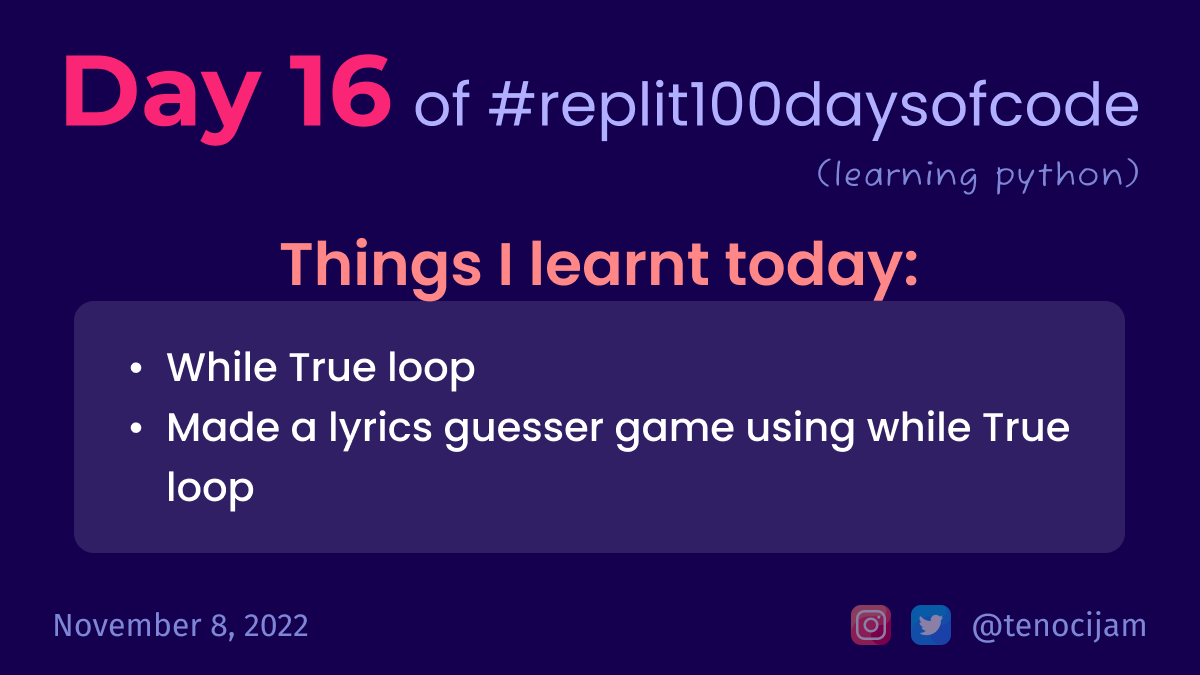 Day 16 of #replit100daysofcode
(learning python)
Things I learnt today:
• While True loop
• Made a lyrics guesser game using while True
loop
November 8, 2022
@tenocijam